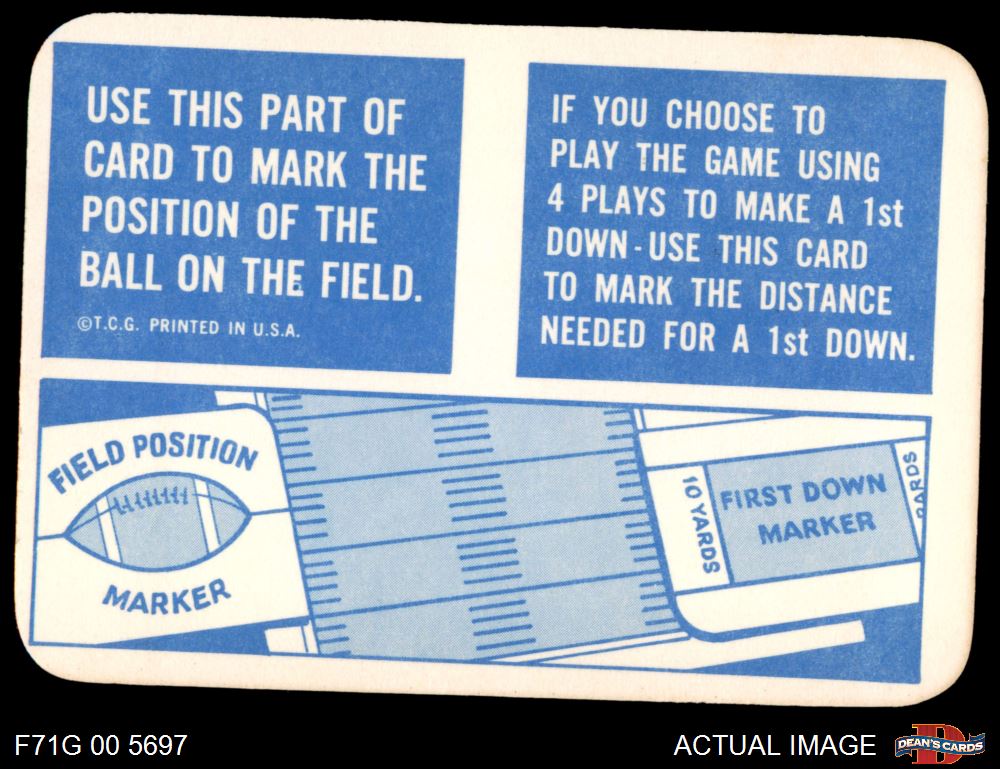 USE THIS PART OF
CARD TO MARK THE
POSITION OF THE
BALL ON THE FIELD.
©T.C.G. PRINTED IN U.S.A.
IF YOU CHOOSE TO
PLAY THE GAME USING
4 PLAYS TO MAKE A 1st
DOWN - USE THIS CARD
TO MARK THE DISTANCE
NEEDED FOR A 1st DOWN.
FIELD POSITION
MARKER
10 YARDS
FIRST DOWN
MARKER
F71G 00 5697
ACTUAL IMAGE
DEAN'S CARDS